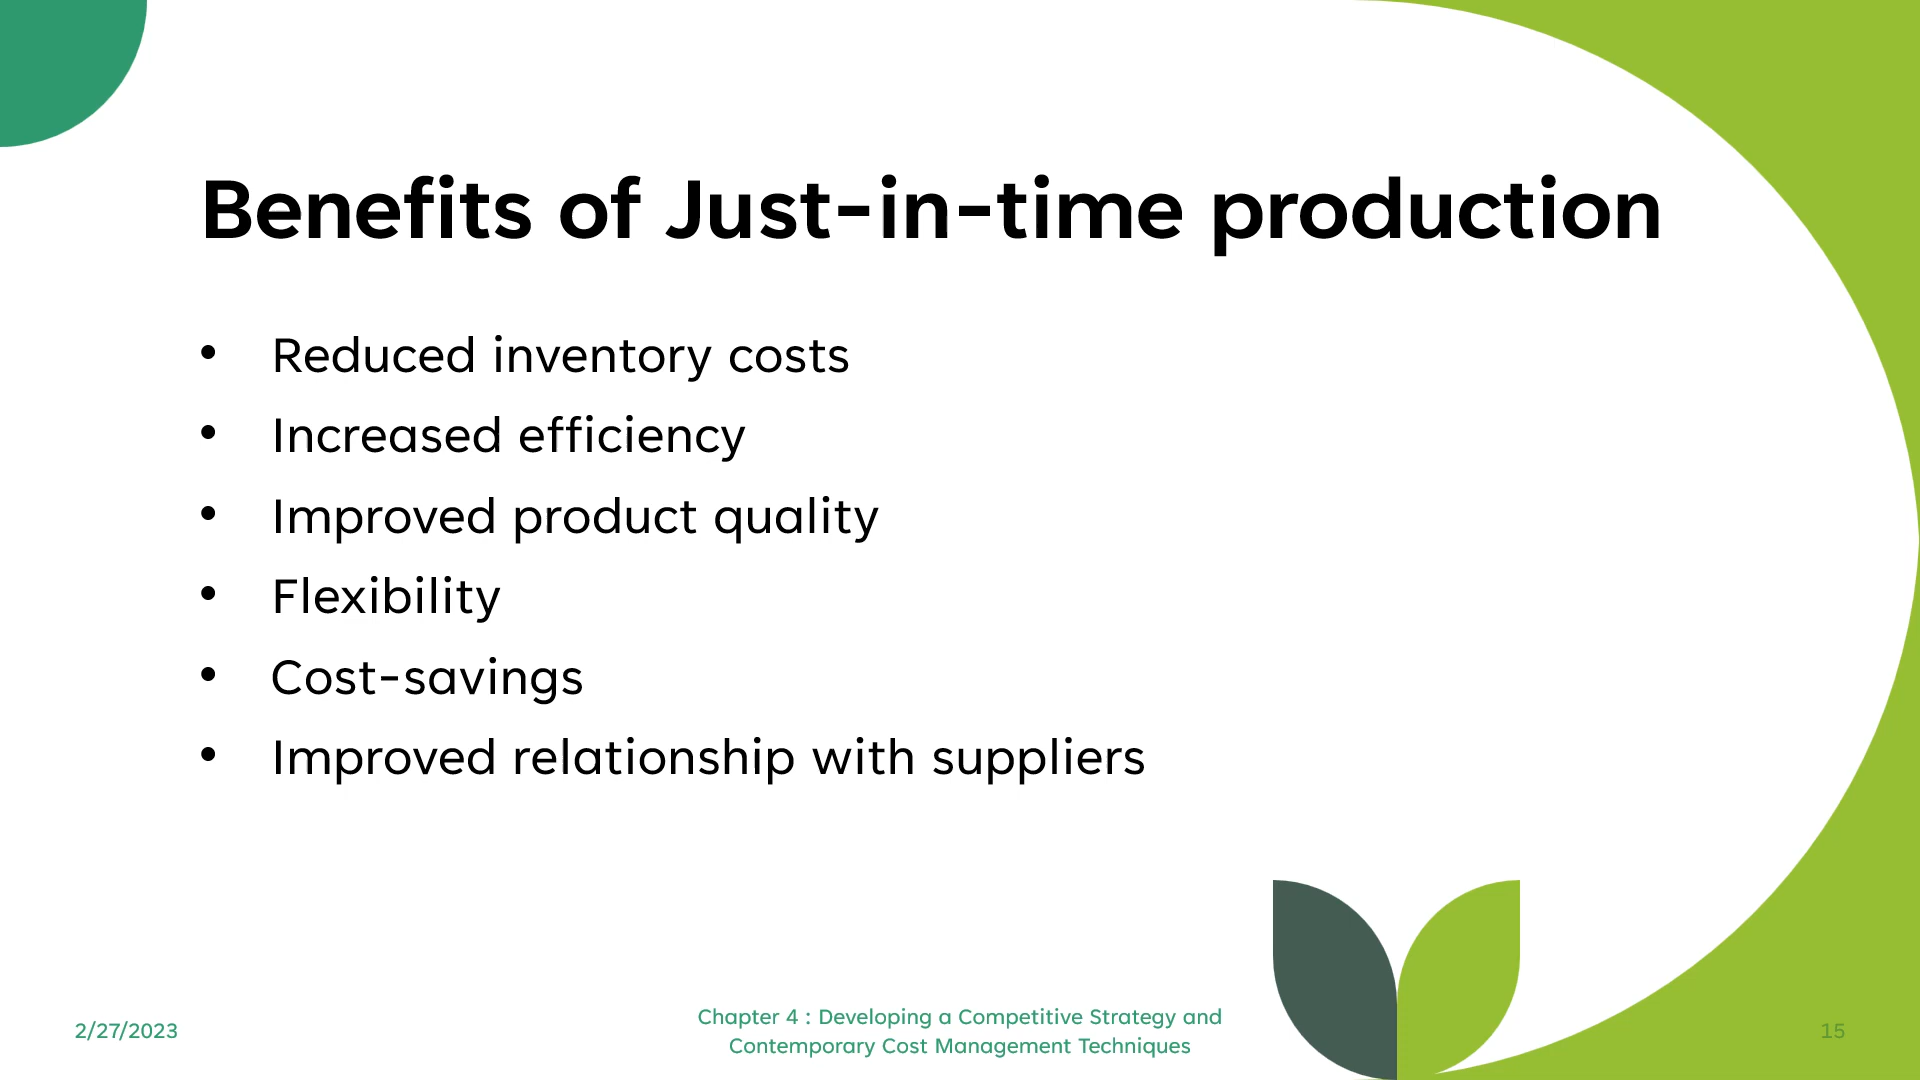 Benefits of Just-in-time production
• Reduced inventory costs
• Increased efficiency
• Improved product quality
• Flexibility
• Cost-savings
• Improved relationship with suppliers
2/27/2023
Chapter 4 : Developing a Competitive Strategy and
Contemporary Cost Management Techniques
15